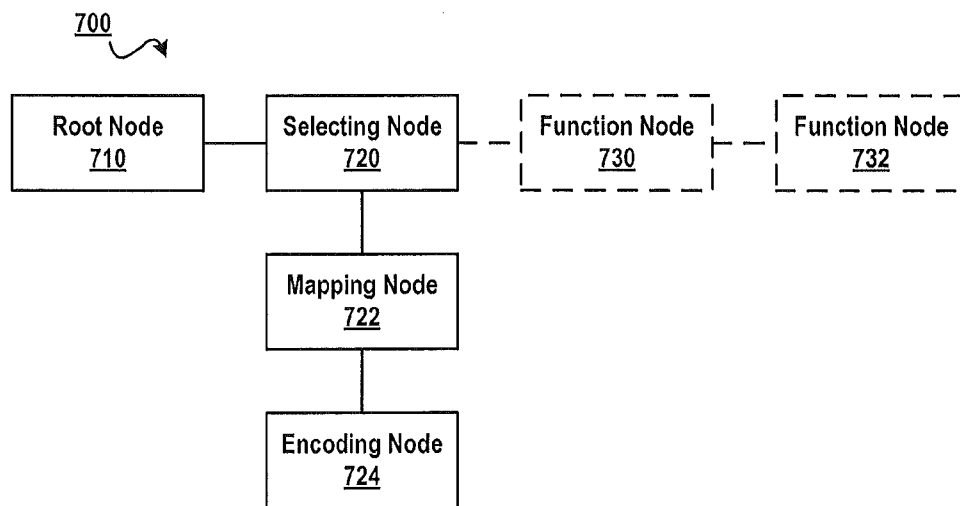 700
Root Node
710
Selecting Node
720
Function Node
730
Function Node
732
Mapping Node
722
Encoding Node
724